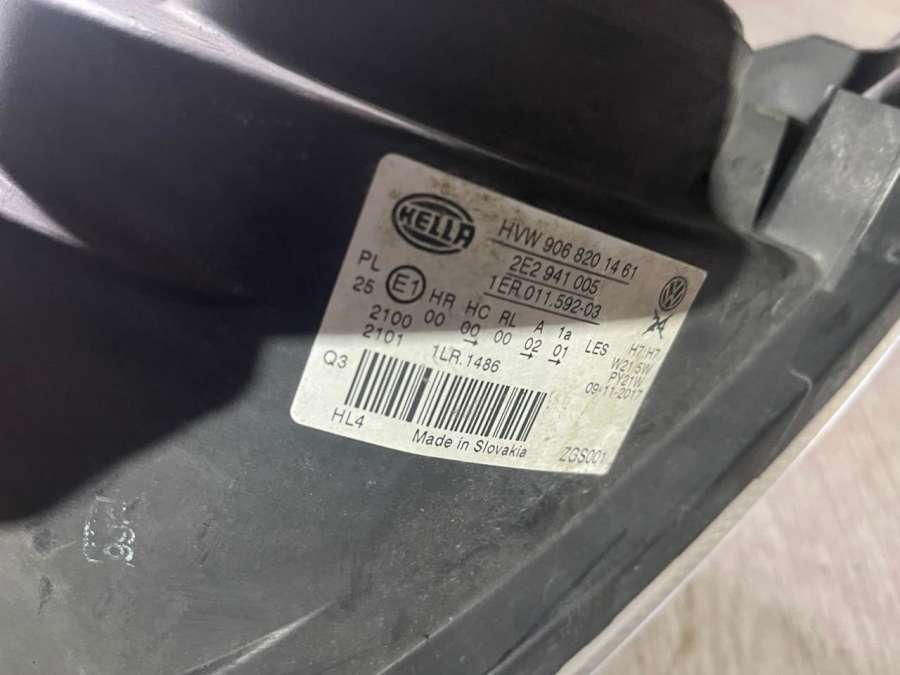 HELLA
HVW 906 820 14 61
2E2 941 005
1ER.011.592-03
PL E1 HR HC RL A 1a LES
25 00 00 00 02 01
2100
2101 1LR.1486
H7/H7
W21/5W
PY21W
09-11-2017
Q3
HL4
Made in Slovakia
ZGS001